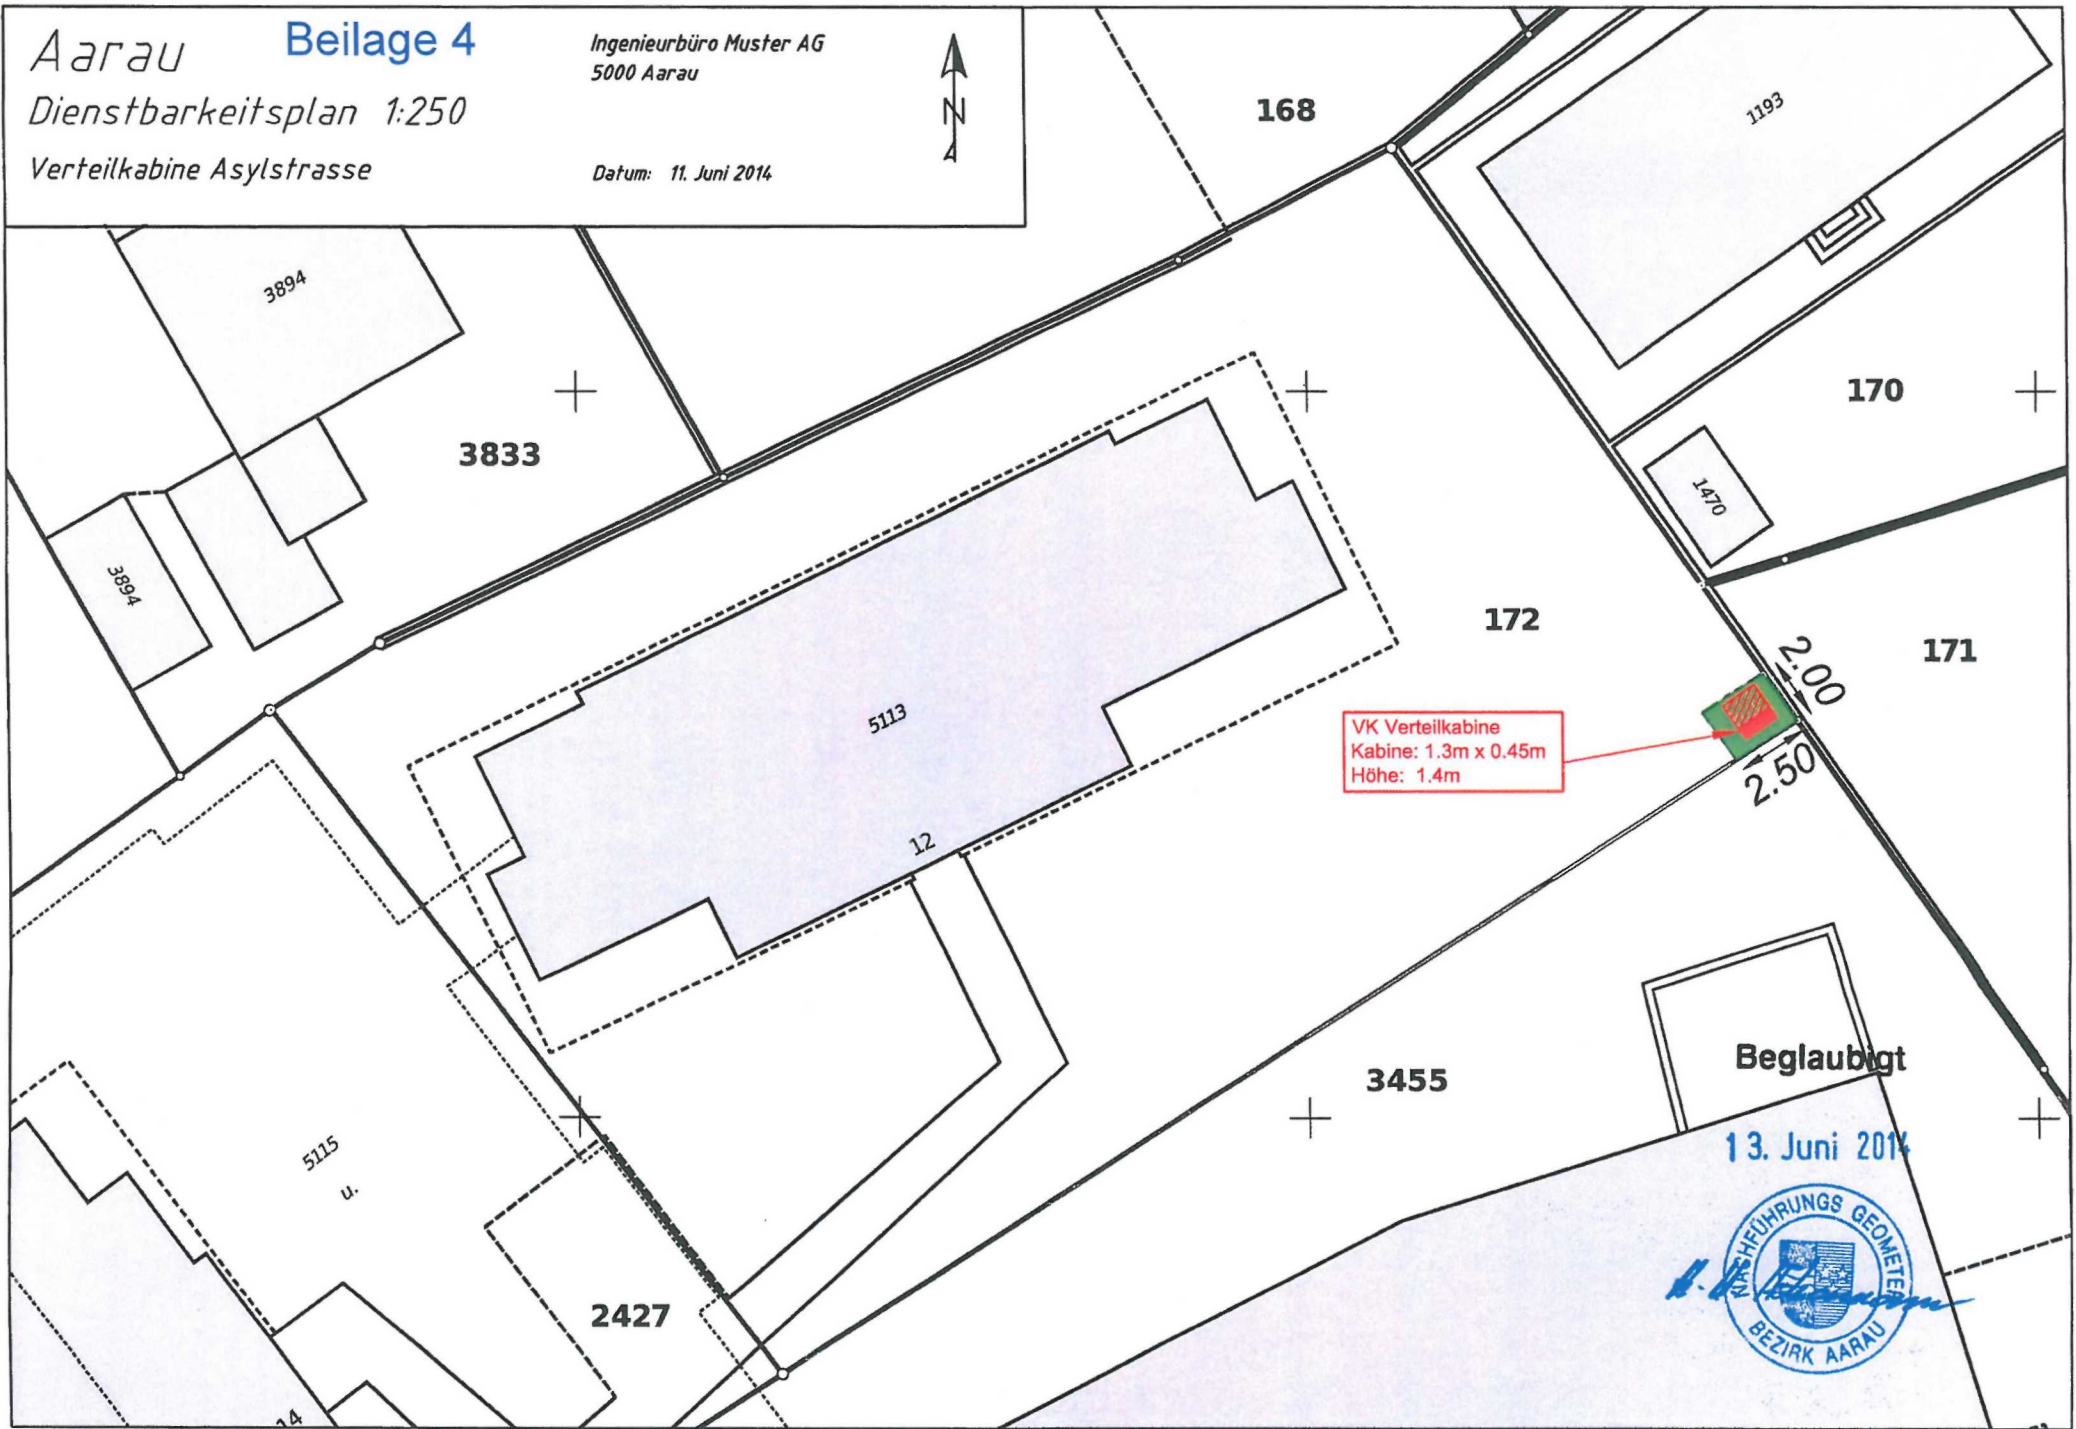 Aarau
Beilage 4
Dienstbarkeitsplan 1:250
Verteilkabine Asylstrasse
Ingenieurbüro Muster AG
5000 Aarau
Datum: 11. Juni 2014
N
168
1193
3894
3833
170
1470
3894
172
171
2.00
5113
VK Verteilkabine
Kabine: 1.3m x 0.45m
Höhe: 1.4m
2.50
12
3455
Beglaubigt
13. Juni 2014
5115
u.
NACHFÜHRUNGS GEOMETER
BEZIRK AARAU
2427
14